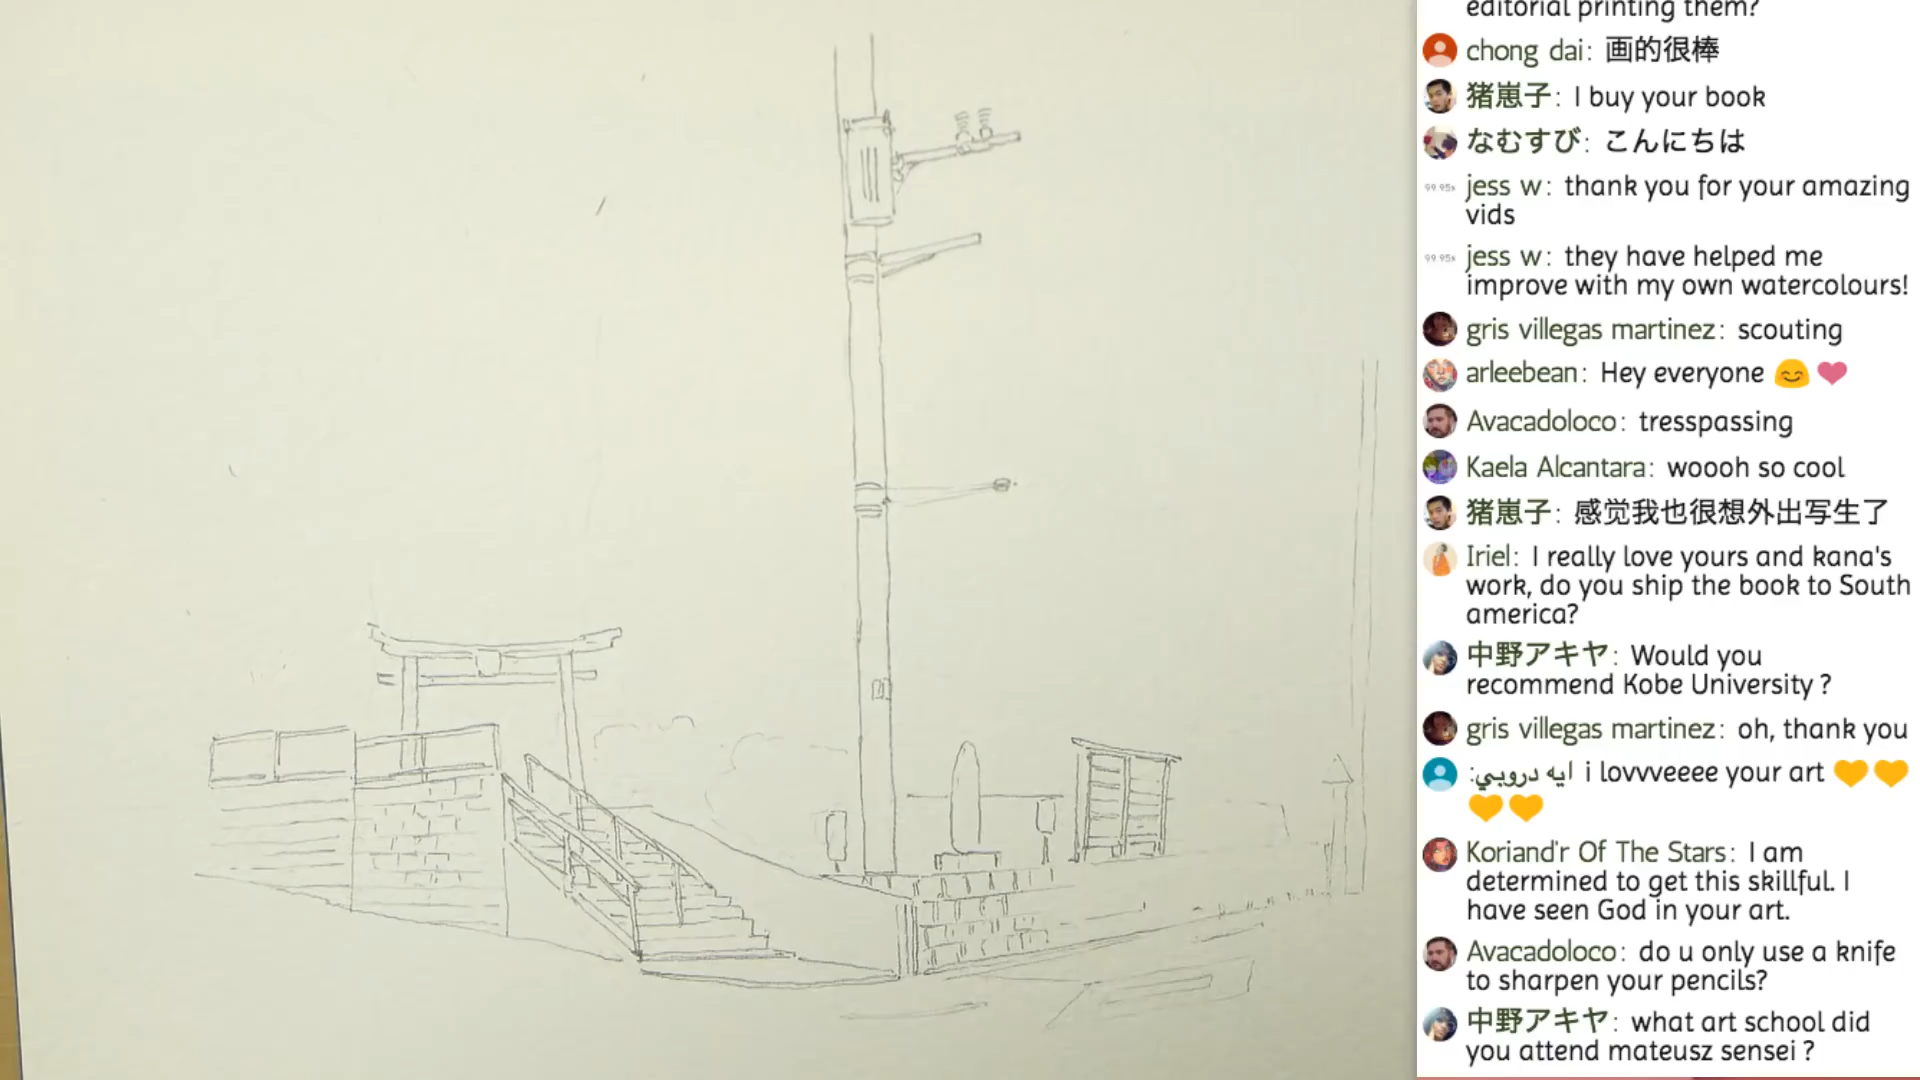 editorial printing them?
chong dai: 画的很棒
猪崽子: I buy your book
なむすび: こんにちは
jess w: thank you for your amazing
vids
jess w: they have helped me
improve with my own watercolours!
gris villegas martinez: scouting
arleebean: Hey everyone 😊 ❤
Avacadoloco: tresspassing
Kaela Alcantara: woooh so cool
猪崽子: 感觉我也很想外出写生了
Iriel: I really love yours and kana's
work, do you ship the book to South
america?
中野アキヤ: Would you
recommend Kobe University ?
gris villegas martinez: oh, thank you
ايه دروبي: i lovvveeee your art 💛 💛
💛 💛
Koriand'r Of The Stars: I am
determined to get this skillful. I
have seen God in your art.
Avacadoloco: do u only use a knife
to sharpen your pencils?
中野アキヤ: what art school did
you attend mateusz sensei ?